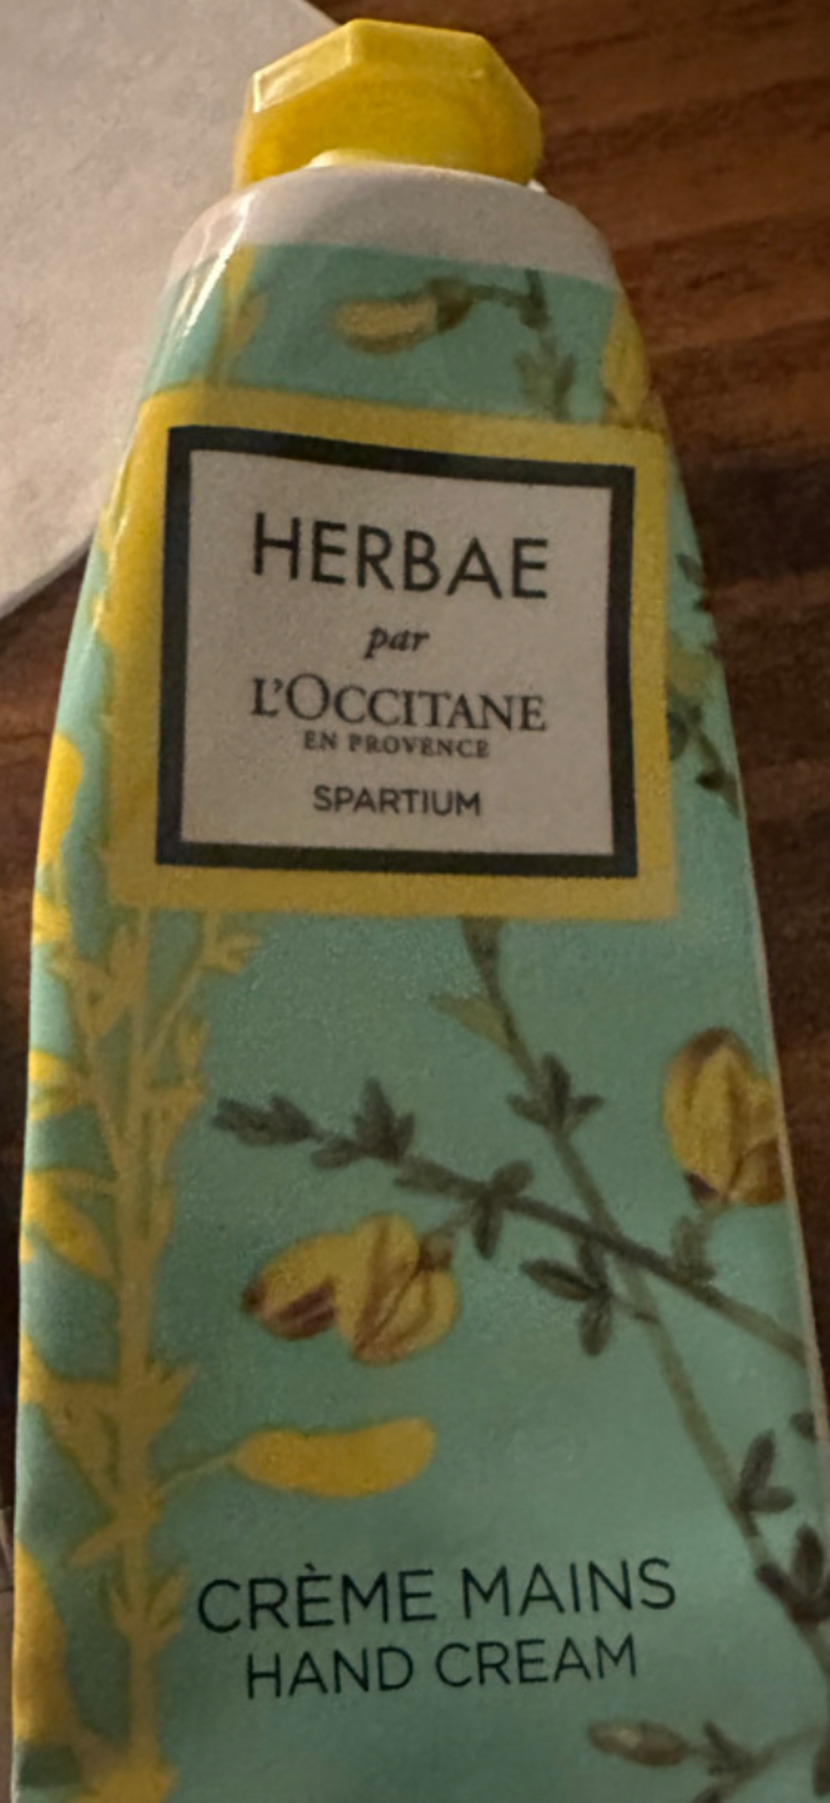 HERBAE
par
L'OCCITANE
EN PROVENCE
SPARTIUM
CRÈME MAINS
HAND CREAM